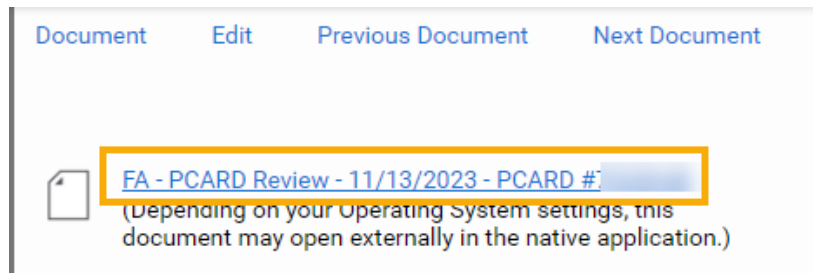 Document Edit Previous Document Next Document
FA - PCARD Review - 11/13/2023 - PCARD #7
(Depending on your Operating System settings, this
document may open externally in the native application.)